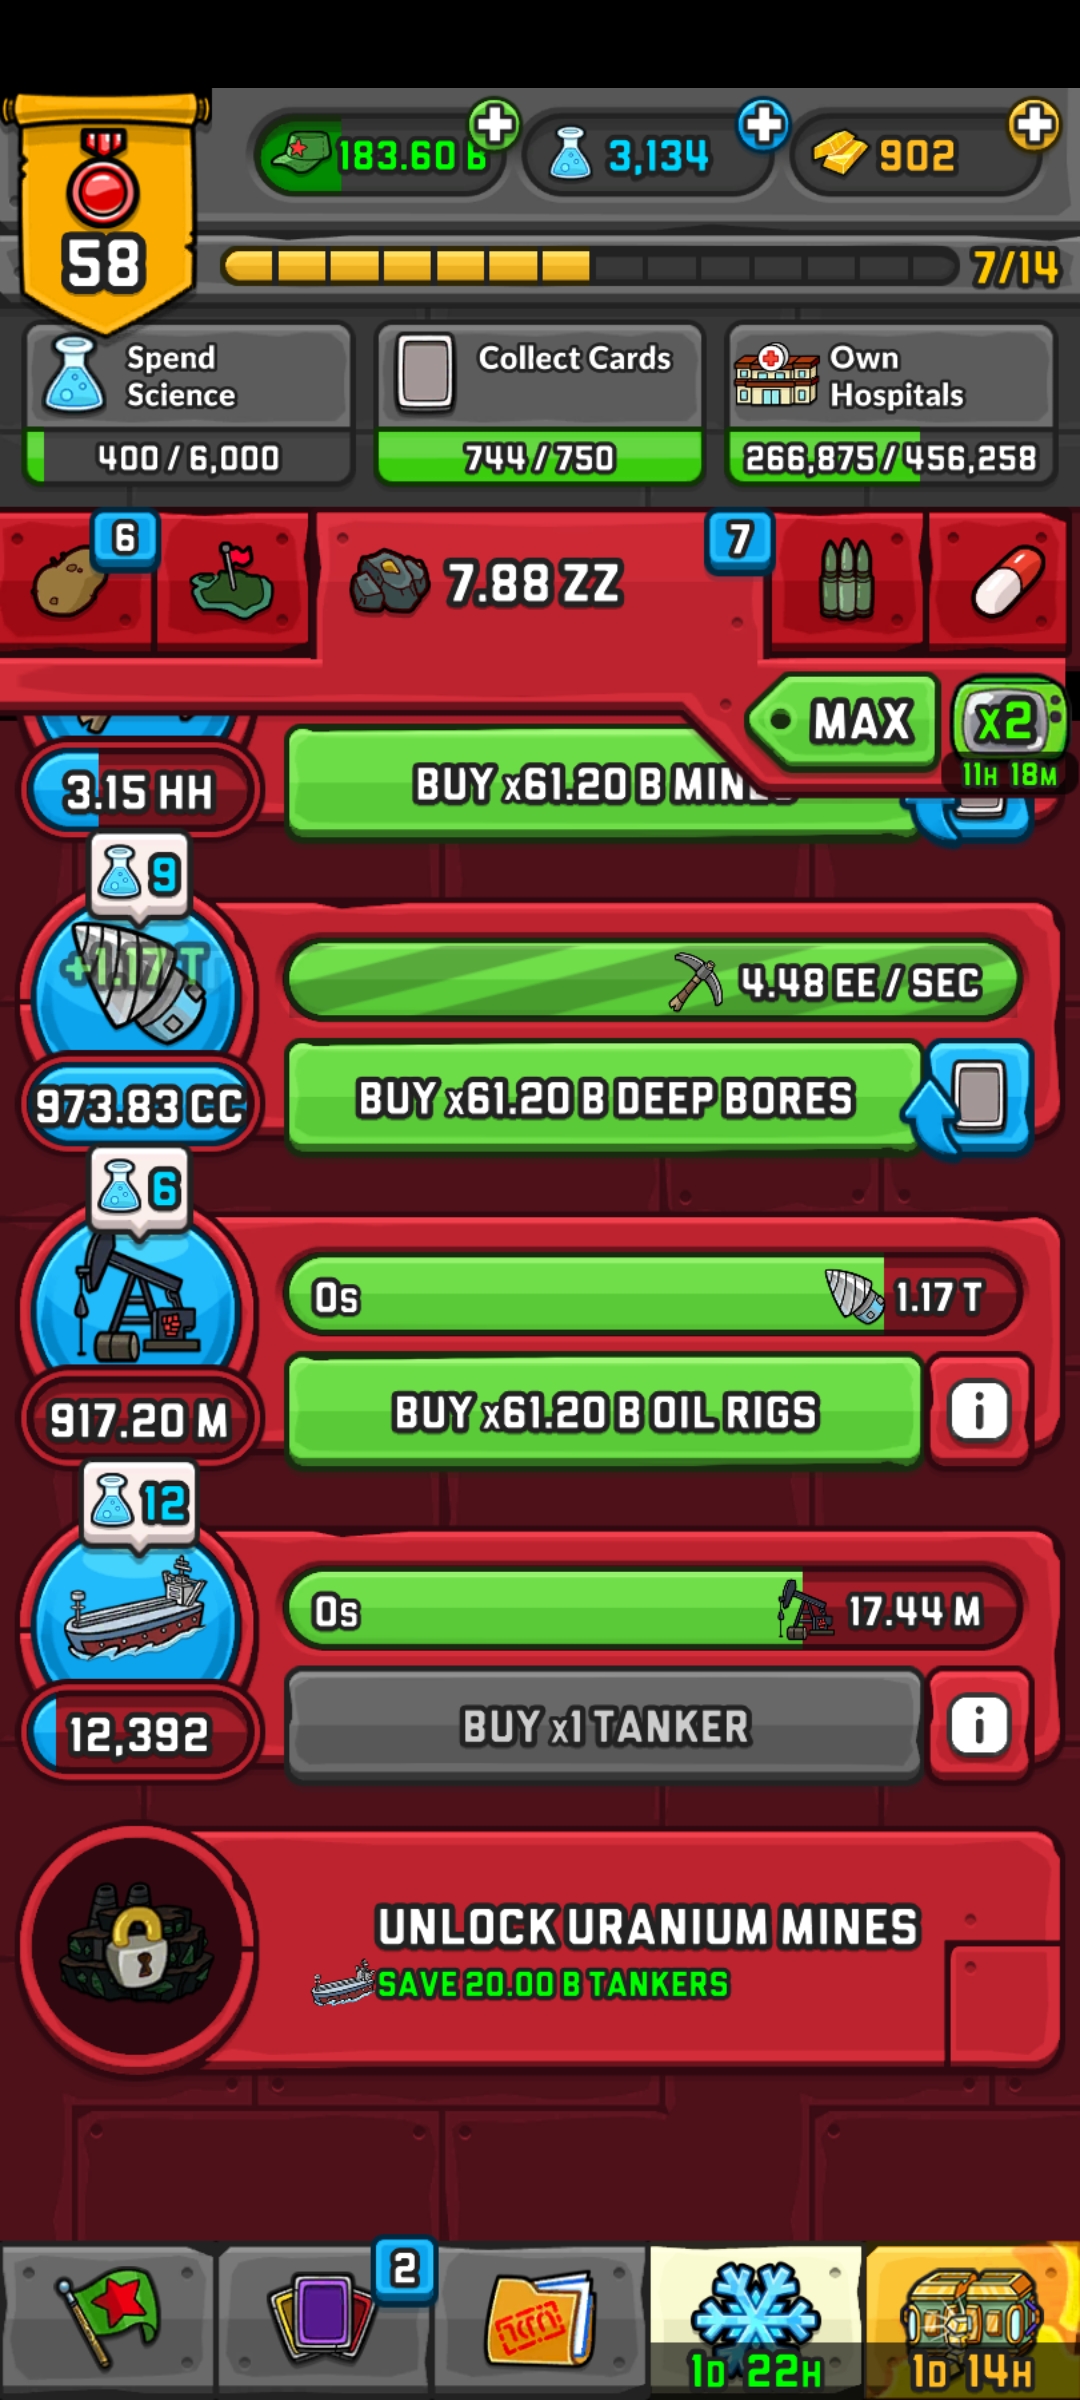 183.60 B
3,134
902
58
7/14
Spend
Science
400 / 6,000
Collect Cards
744 / 750
Own
Hospitals
266,875 / 456,258
6
7.88 ZZ
7
MAX
x2
11H 18M
3.15 HH
BUY x61.20 B
9
+1.17 T
4.48 EE / SEC
973.83 CC
BUY x61.20 B DEEP BORES
6
0s
1.17 T
917.20 M
BUY x61.20 B OIL RIGS
i
12
0s
17.44 M
12,392
BUY x1 TANKER
i
UNLOCK URANIUM MINES
SAVE 20.00 B TANKERS
2
1D 22H
1D 14H